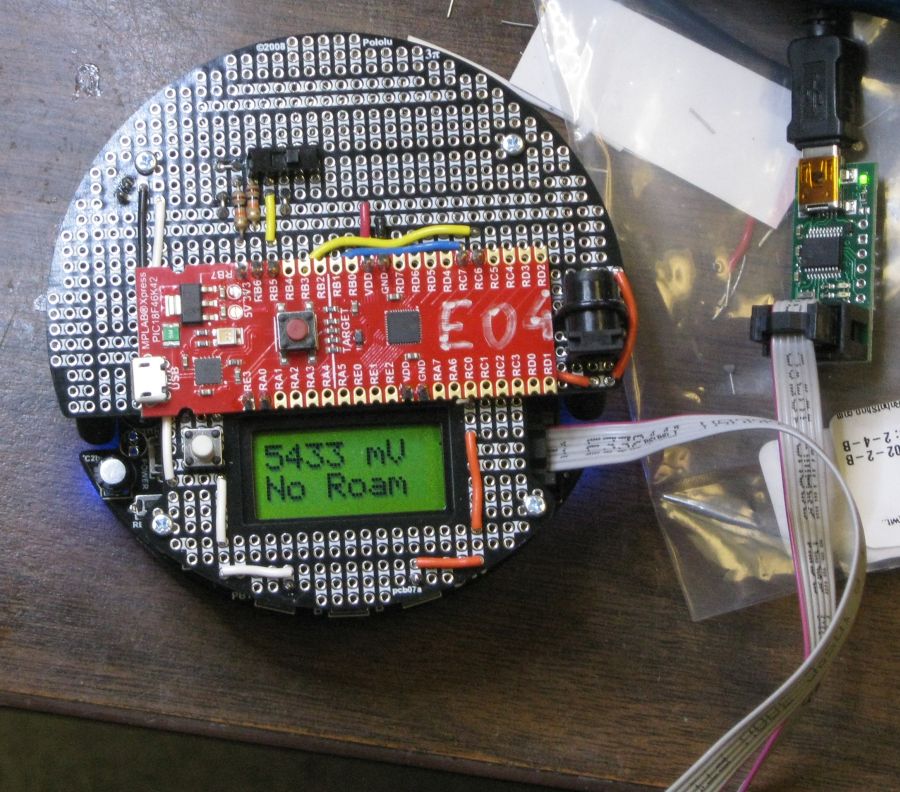 ©2008
Pololu
3π
RB7
MPLAB®Xpress
PIC18F46K42
5V 3V3
RB6
RB5
RB4
RB3
RB2
RB1
RB0
VDD
GND
RD7
RD6
RD5
RD4
RC7
RC6
RC5
RC4
RC3
RD3
RD2
TARGET
E04
USB
RE3
RA0
RA1
RA2
RA3
RA4
RA5
RE0
RE1
RE2
VDD
GND
RA7
RA6
RC0
RC1
RC2
RC3
RD0
RD1
5433 mV
No Roam
pcb07a
02-2-B
: 2-4-B